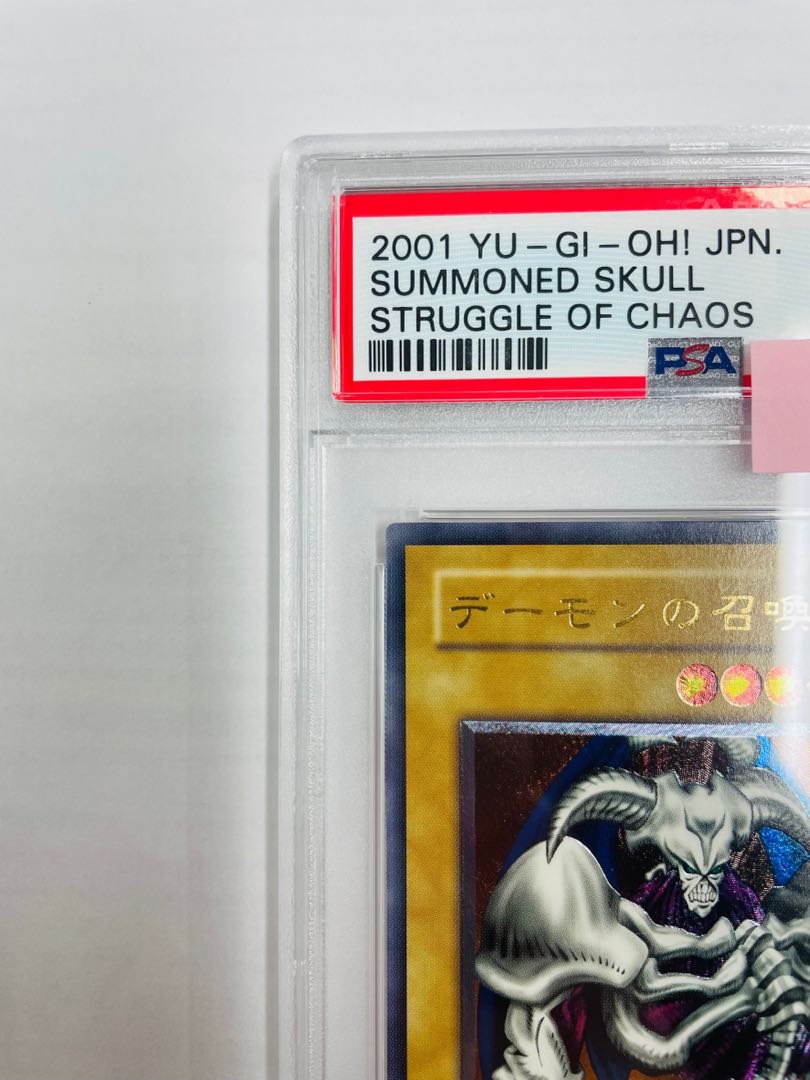 2001 YU-GI-OH! JPN.
SUMMONED SKULL
STRUGGLE OF CHAOS
PSA
デーモンの召喚